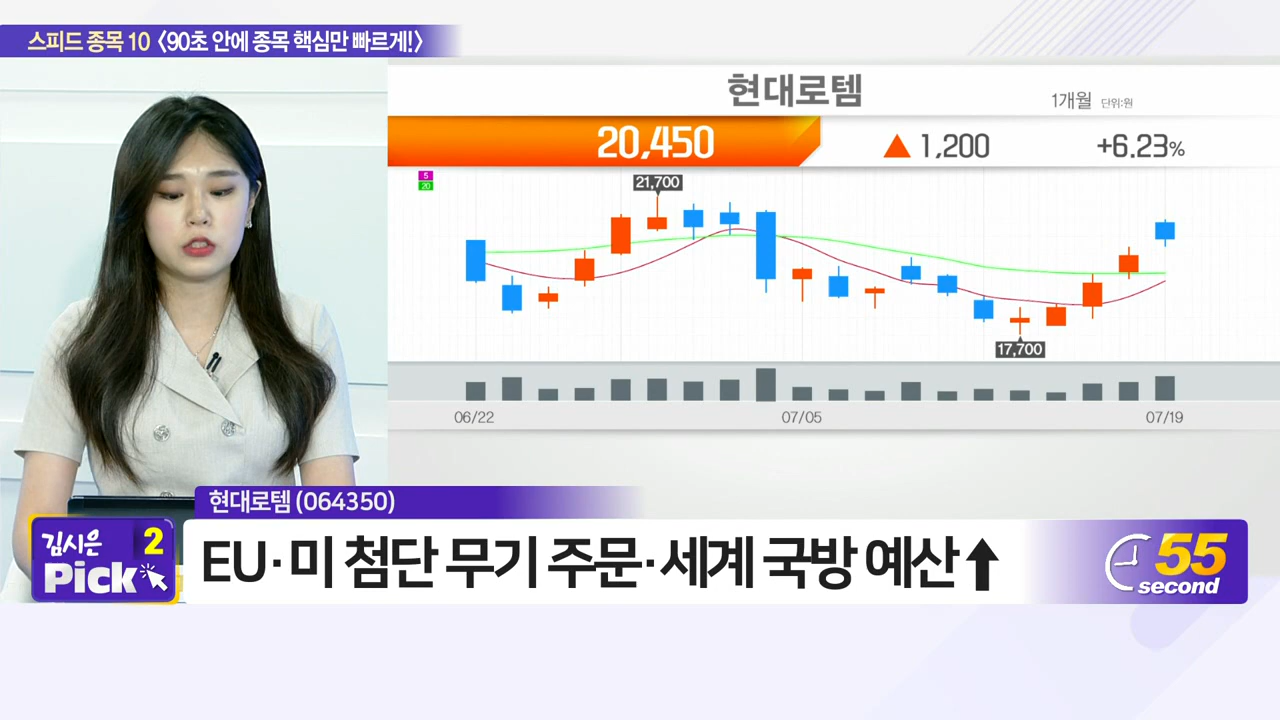 스피드 종목 10 <90초 안에 종목 핵심만 빠르게!>
현대로템
1개월 단위:원
20,450 ▲ 1,200 +6.23%
5
20
21,700
17,700
06/22 07/05 07/19
현대로템 (064350)
김시은 2
Pick
EU·미 첨단 무기 주문·세계 국방 예산↑
55
second